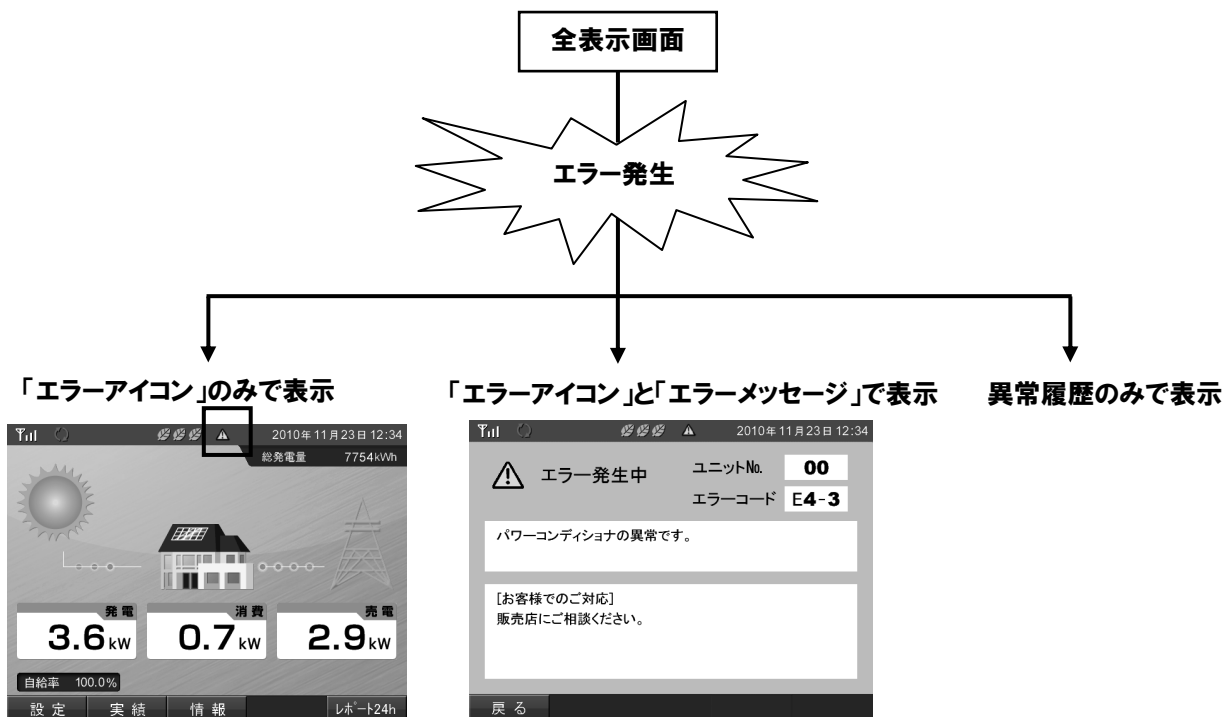 全表示画面
エラー発生
「エラーアイコン」のみで表示
2010年11月23日 12:34
総発電量 7754kWh
発電
3.6kW
消費
0.7kW
売電
2.9kW
自給率 100.0%
設定 実績 情報 レポート24h
「エラーアイコン」と「エラーメッセージ」で表示
2010年11月23日 12:34
エラー発生中
ユニットNo. 00
エラーコード E4-3
パワーコンディショナの異常です。
[お客様でのご対応]
販売店にご相談ください。
戻る
異常履歴のみで表示